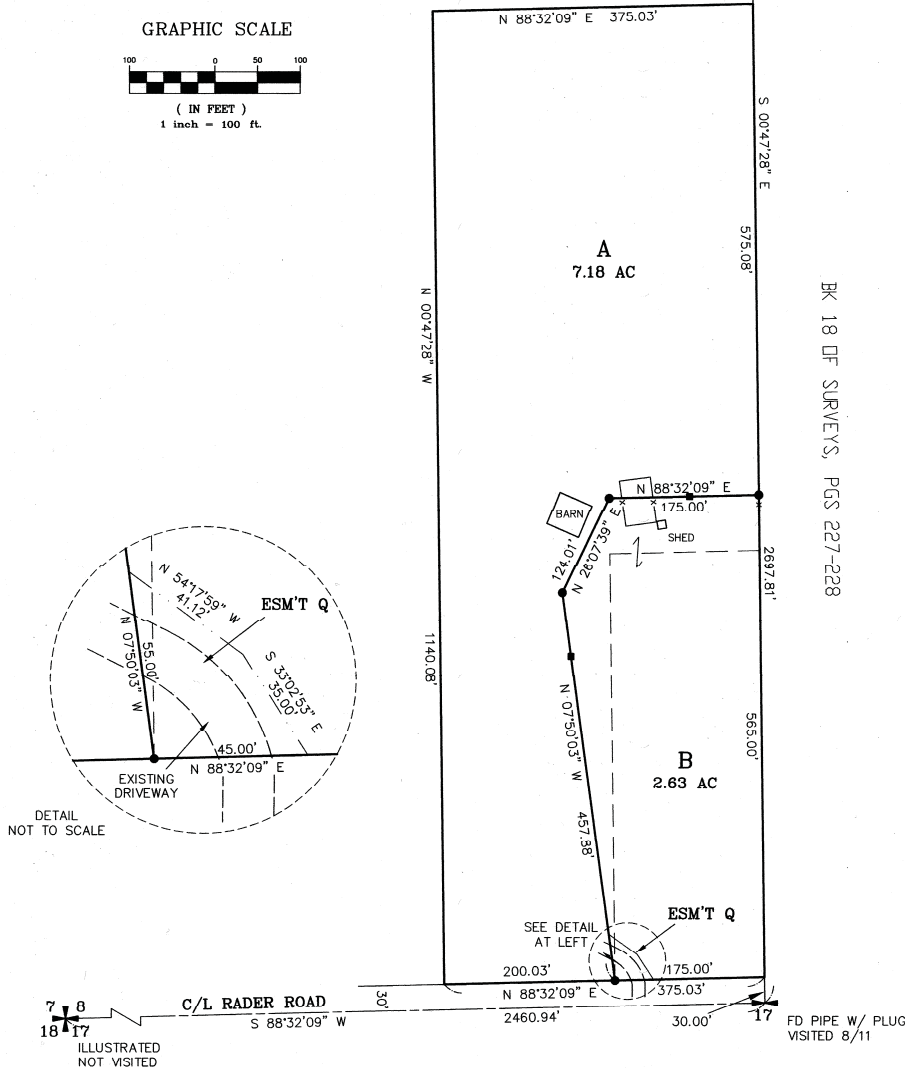 GRAPHIC SCALE
100 0 50 100
( IN FEET )
1 inch = 100 ft.
N 88°32'09" E 375.03'
S 00°47'28" E
575.08'
A
7.18 AC
N 00°47'28" W
1140.08'
BK 18 OF SURVEYS, PGS 227-228
N 88°32'09" E
175.00'
BARN
SHED
124.01'
N 26°07'39" E
2697.81'
565.00'
N 07°50'03" W
457.38'
B
2.63 AC
ESM'T Q
SEE DETAIL
AT LEFT
200.03'
175.00'
N 88°32'09" E
375.03'
N 54°17'59" W
41.12'
ESM'T Q
S 33°02'53" E
35.00'
N 07°50'03" W
55.00'
45.00'
N 88°32'09" E
EXISTING
DRIVEWAY
DETAIL
NOT TO SCALE
7 8
18 17
ILLUSTRATED
NOT VISITED
C/L RADER ROAD
S 88°32'09" W
2460.94'
30'
30.00'
17
FD PIPE W/ PLUG
VISITED 8/11